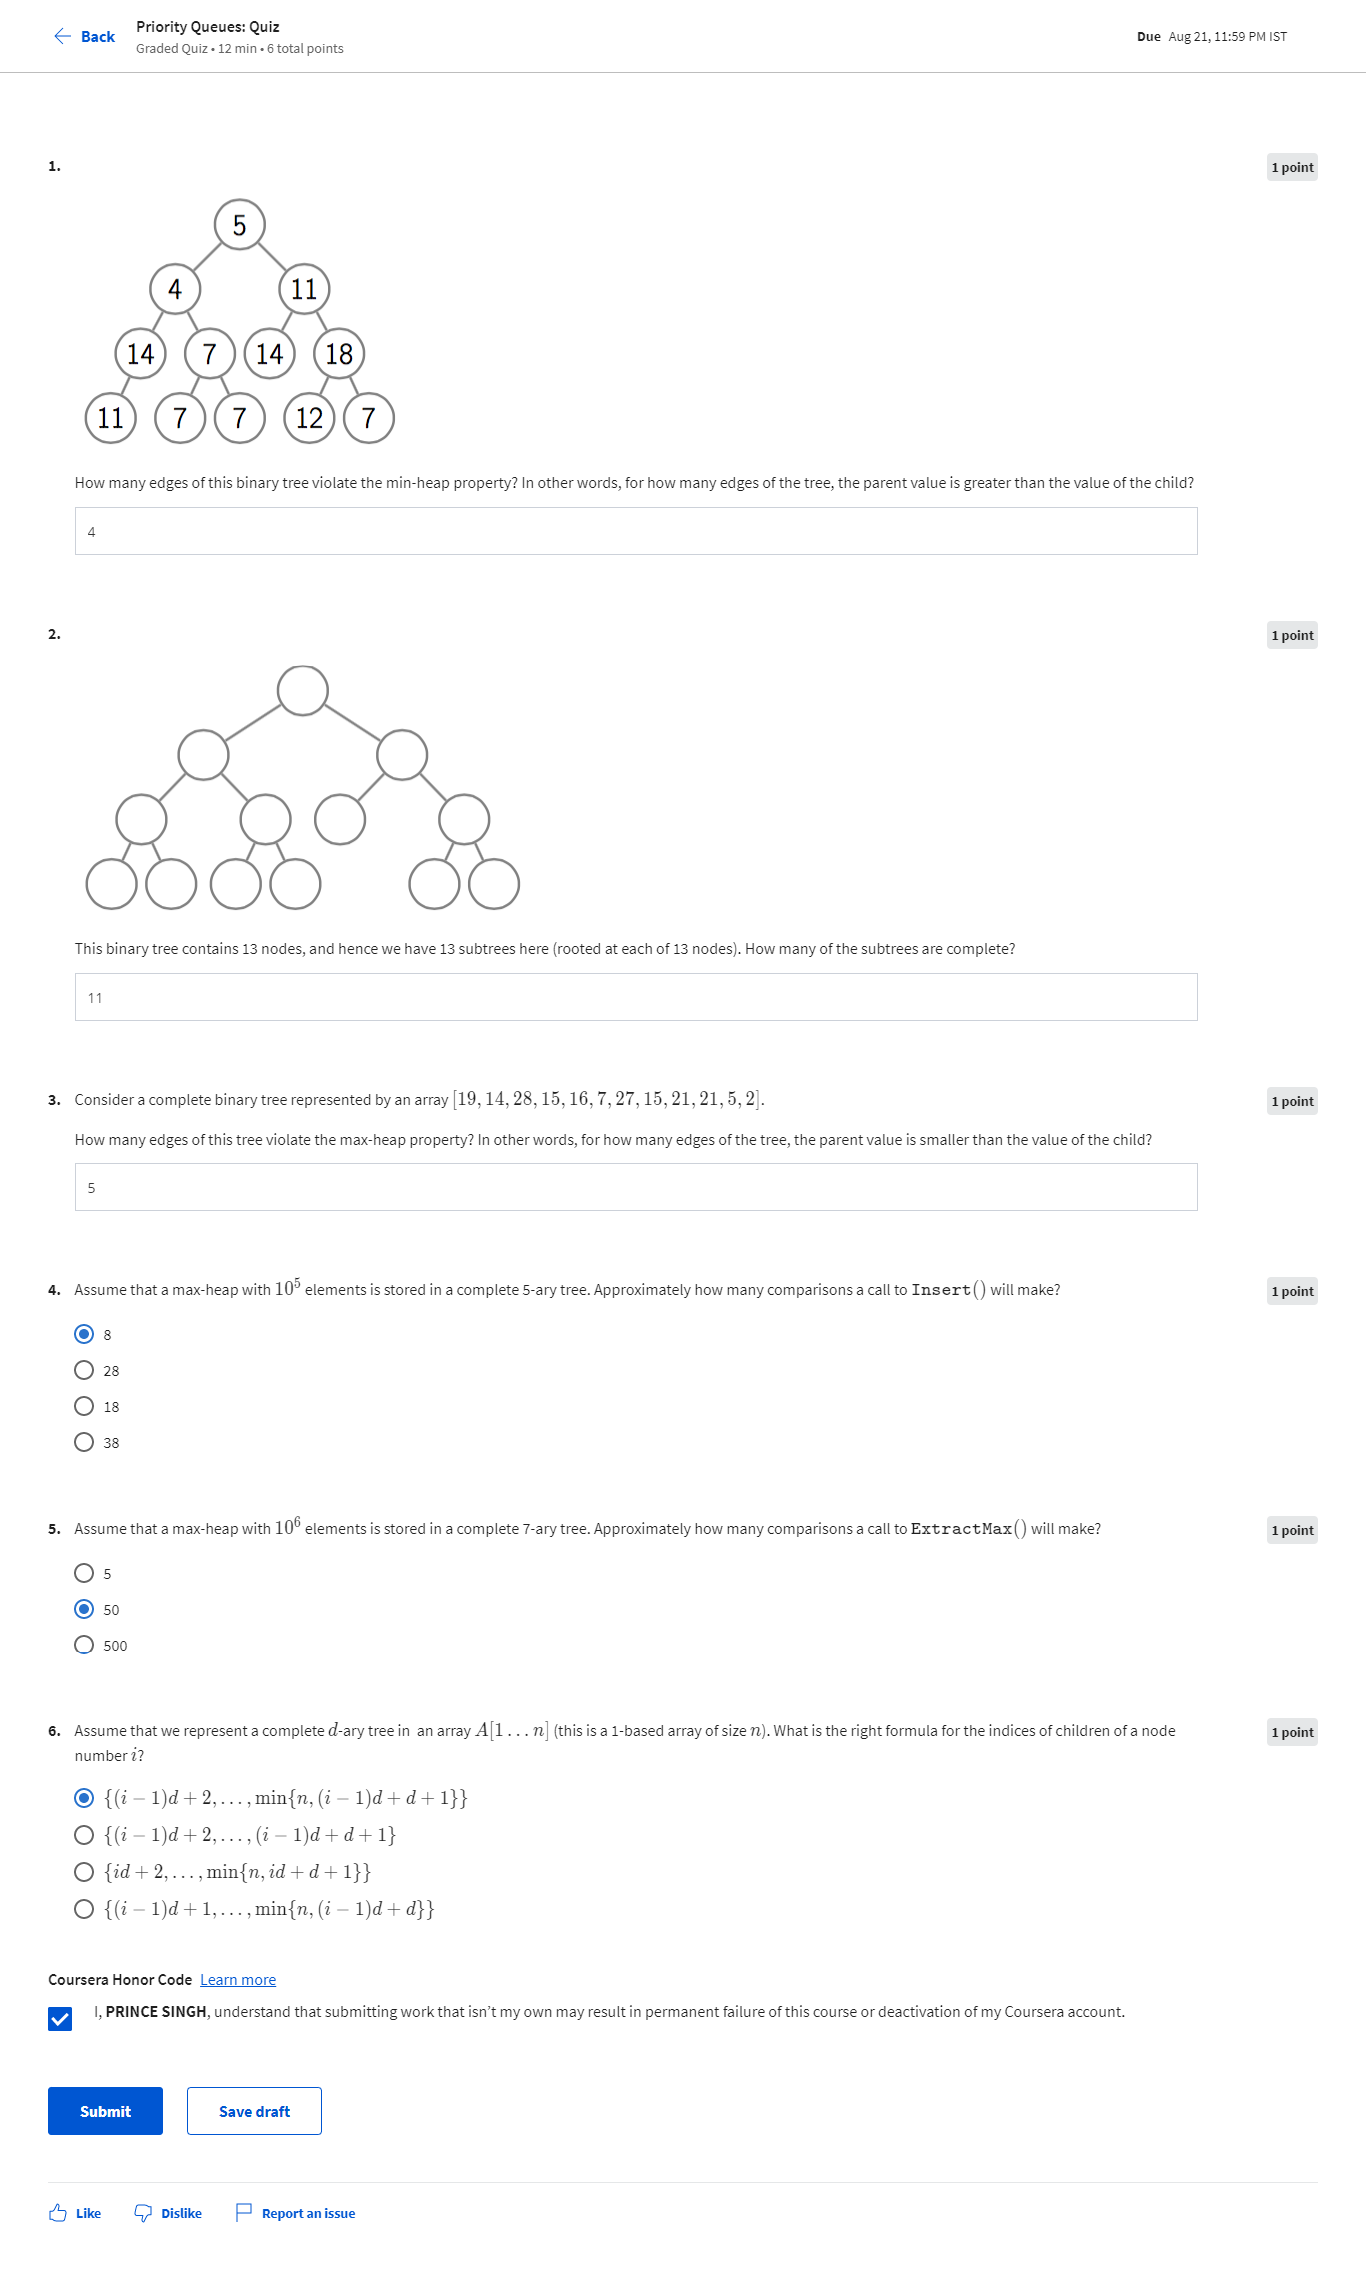 Back
Priority Queues: Quiz
Graded Quiz • 12 min • 6 total points
Due Aug 21, 11:59 PM IST
1.
1 point
5
4 11
14 7 14 18
11 7 7 12 7
How many edges of this binary tree violate the min-heap property? In other words, for how many edges of the tree, the parent value is greater than the value of the child?
4
2.
1 point
This binary tree contains 13 nodes, and hence we have 13 subtrees here (rooted at each of 13 nodes). How many of the subtrees are complete?
11
3. Consider a complete binary tree represented by an array [19, 14, 28, 15, 16, 7, 27, 15, 21, 21, 5, 2].
1 point
How many edges of this tree violate the max-heap property? In other words, for how many edges of the tree, the parent value is smaller than the value of the child?
5
4. Assume that a max-heap with 10⁵ elements is stored in a complete 5-ary tree. Approximately how many comparisons a call to Insert() will make?
1 point
8
28
18
38
5. Assume that a max-heap with 10⁶ elements is stored in a complete 7-ary tree. Approximately how many comparisons a call to ExtractMax() will make?
1 point
5
50
500
6. Assume that we represent a complete d-ary tree in an array A[1 . . . n] (this is a 1-based array of size n). What is the right formula for the indices of children of a node
number i?
1 point
{(i − 1)d + 2, . . . , min{n, (i − 1)d + d + 1}}
{(i − 1)d + 2, . . . , (i − 1)d + d + 1}
{id + 2, . . . , min{n, id + d + 1}}
{(i − 1)d + 1, . . . , min{n, (i − 1)d + d}}
Coursera Honor Code Learn more
I, PRINCE SINGH, understand that submitting work that isn't my own may result in permanent failure of this course or deactivation of my Coursera account.
Submit
Save draft
Like
Dislike
Report an issue